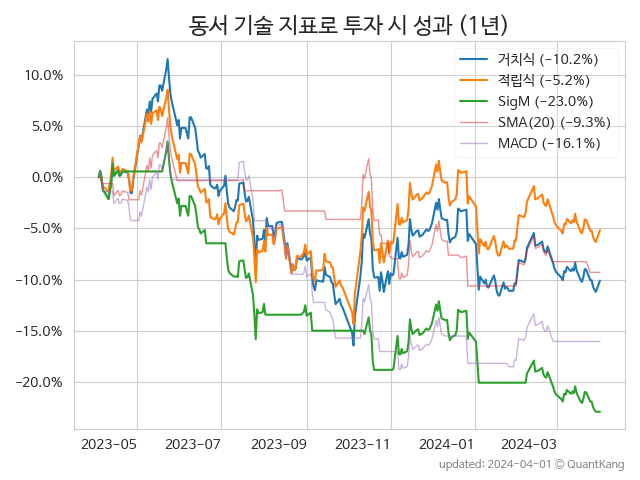 동서 기술 지표로 투자 시 성과 (1년)
거치식 (−10.2%)
적립식 (−5.2%)
SigM (−23.0%)
SMA(20) (−9.3%)
MACD (−16.1%)
10.0%
5.0%
0.0%
−5.0%
−10.0%
−15.0%
−20.0%
2023-05 2023-07 2023-09 2023-11 2024-01 2024-03
updated: 2024-04-01 © QuantKang